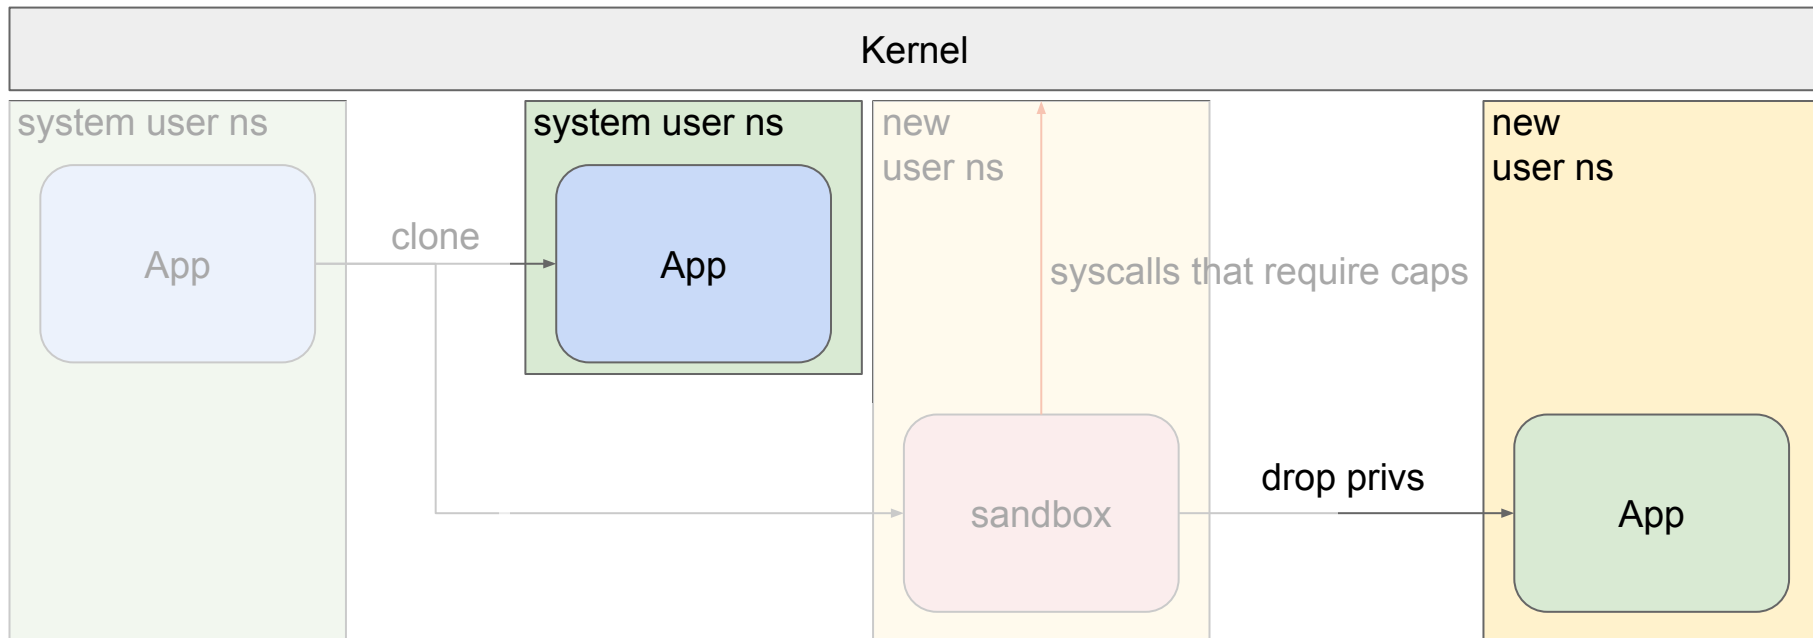 Kernel
system user ns
App
clone
system user ns
App
new
user ns
syscalls that require caps
sandbox
drop privs
new
user ns
App